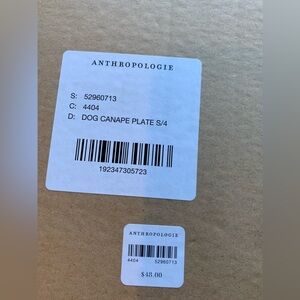 ANTHROPOLOGIE
S: 52960713
C: 4404
D: DOG CANAPE PLATE S/4
192347305723
ANTHROPOLOGIE
4404 52960713
$48.00